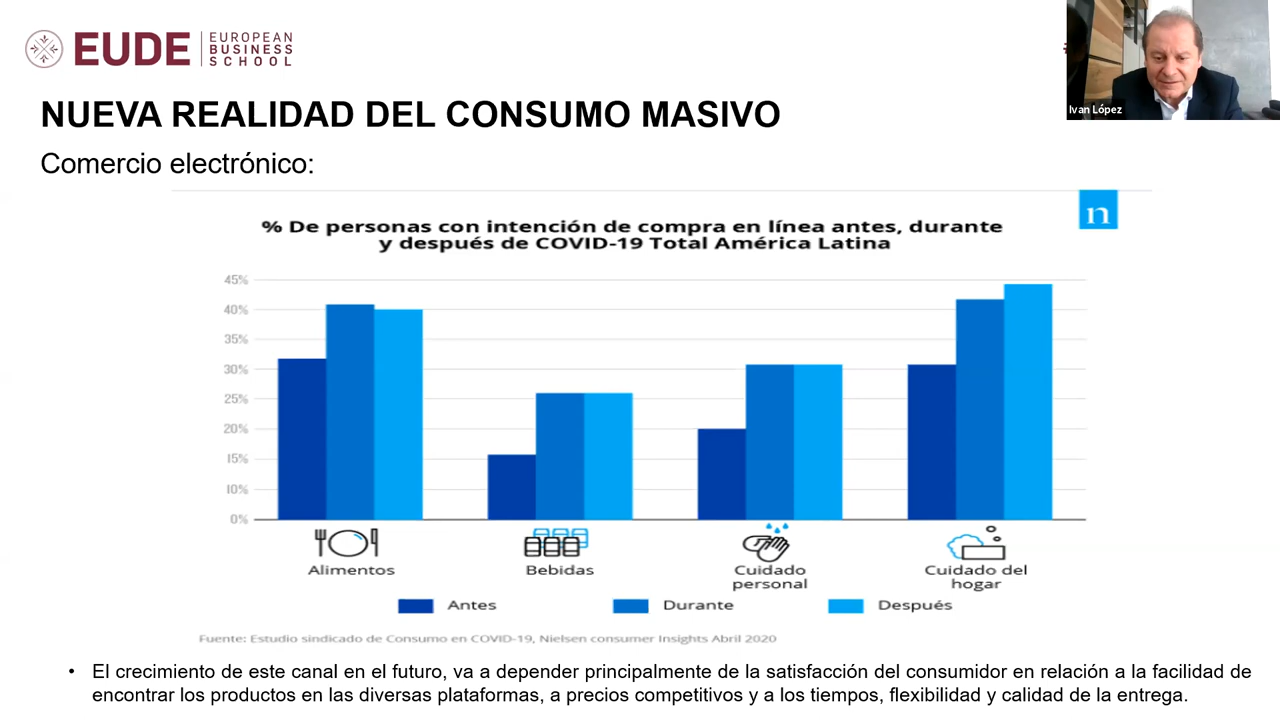 EUDE
EUROPEAN
BUSINESS
SCHOOL
Ivan López
NUEVA REALIDAD DEL CONSUMO MASIVO
Comercio electrónico:
n
% De personas con intención de compra en línea antes, durante
y después de COVID-19 Total América Latina
45%
40%
35%
30%
25%
20%
15%
10%
0%
Alimentos
Bebidas
Cuidado
personal
Cuidado del
hogar
Antes
Durante
Después
Fuente: Estudio sindicado de Consumo en COVID-19, Nielsen consumer Insights Abril 2020
• El crecimiento de este canal en el futuro, va a depender principalmente de la satisfacción del consumidor en relación a la facilidad de
encontrar los productos en las diversas plataformas, a precios competitivos y a los tiempos, flexibilidad y calidad de la entrega.